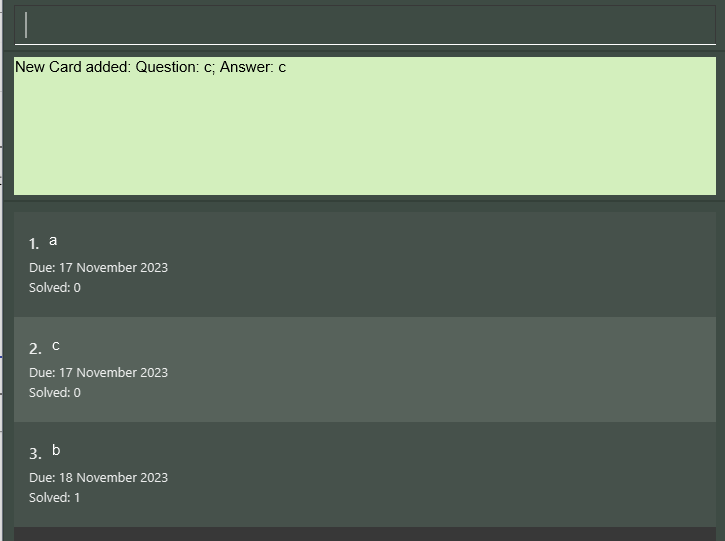 New Card added: Question: c; Answer: c
1. a
Due: 17 November 2023
Solved: 0
2. c
Due: 17 November 2023
Solved: 0
3. b
Due: 18 November 2023
Solved: 1